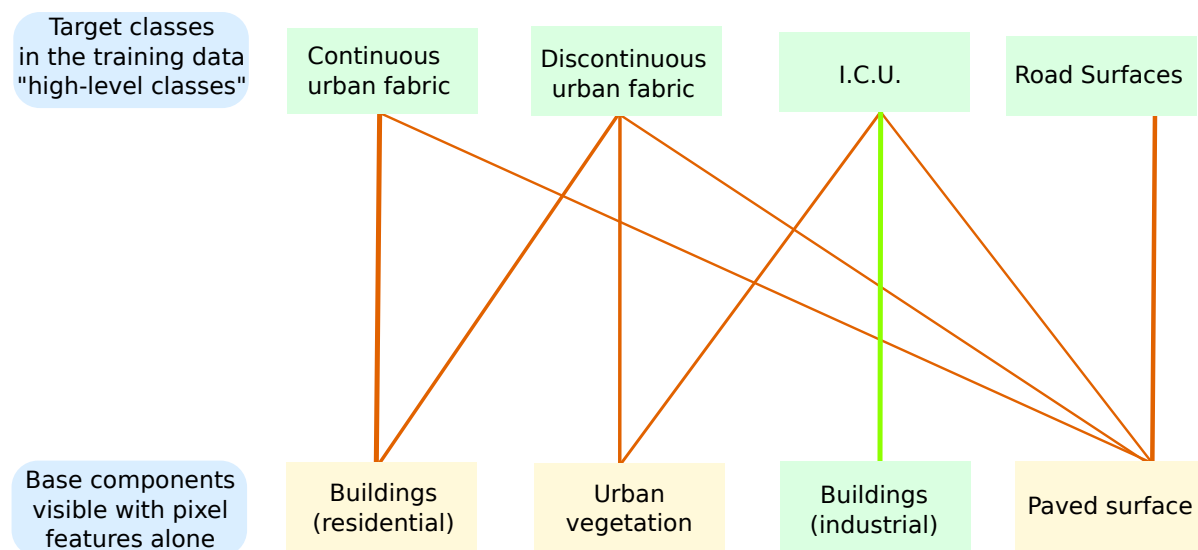 Target classes
in the training data
"high-level classes"
Continuous
urban fabric
Discontinuous
urban fabric
I.C.U.
Road Surfaces
Base components
visible with pixel
features alone
Buildings
(residential)
Urban
vegetation
Buildings
(industrial)
Paved surface